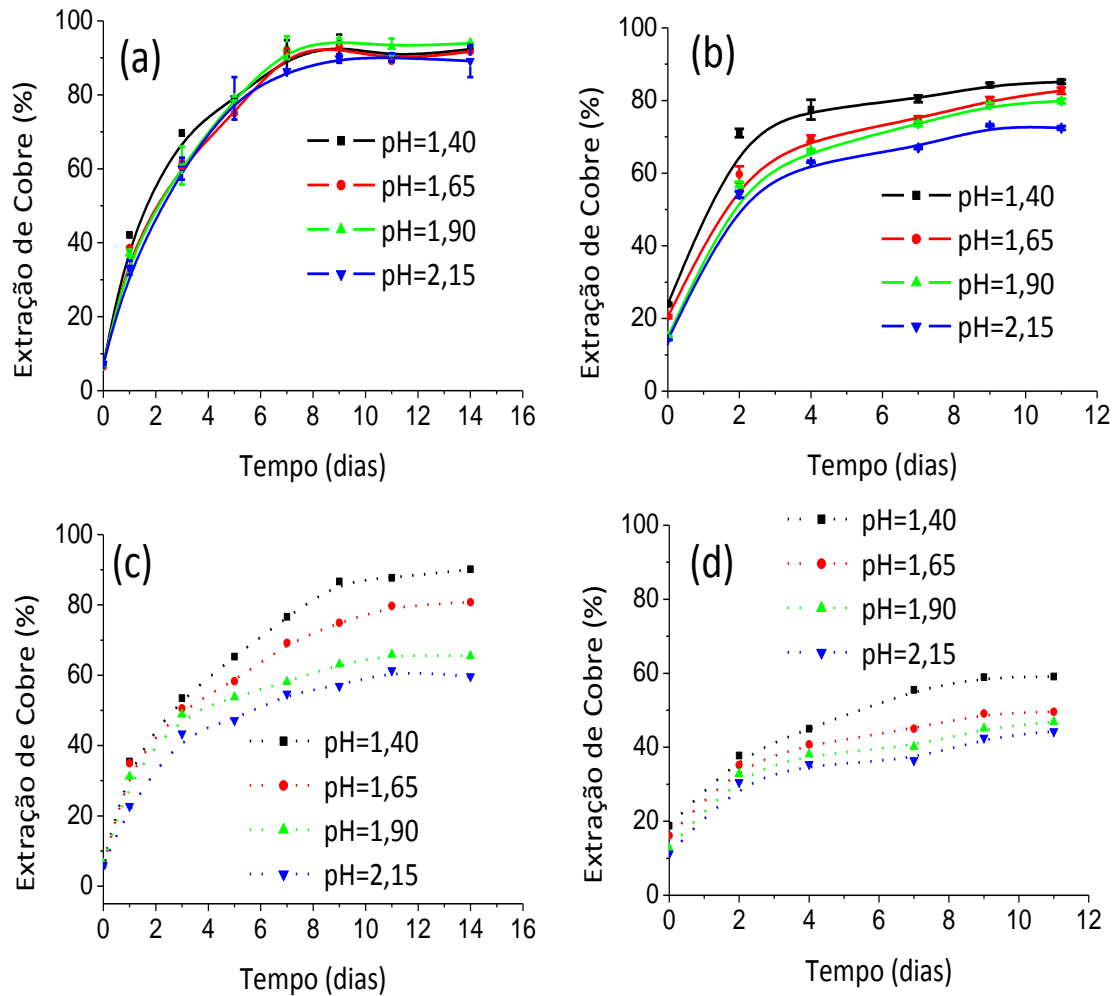 (a)
Extração de Cobre (%)
100
80
60
40
20
0
pH=1,40
pH=1,65
pH=1,90
pH=2,15
0 2 4 6 8 10 12 14 16
Tempo (dias)
(b)
Extração de Cobre (%)
100
80
60
40
20
0
pH=1,40
pH=1,65
pH=1,90
pH=2,15
0 2 4 6 8 10 12
Tempo (dias)
(c)
Extração de Cobre (%)
100
80
60
40
20
0
pH=1,40
pH=1,65
pH=1,90
pH=2,15
0 2 4 6 8 10 12 14 16
Tempo (dias)
(d)
Extração de Cobre (%)
100
80
60
40
20
0
pH=1,40
pH=1,65
pH=1,90
pH=2,15
0 2 4 6 8 10 12
Tempo (dias)